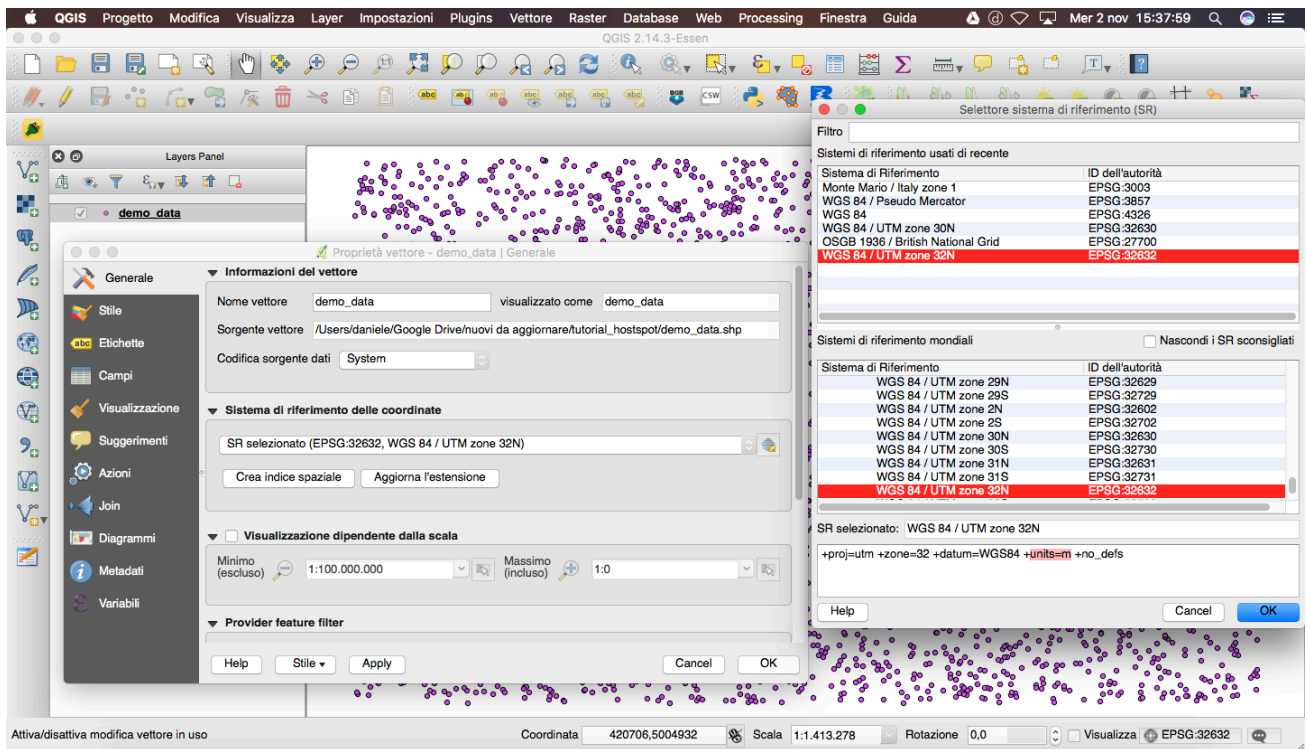 QGIS Progetto Modifica Visualizza Layer Impostazioni Plugins Vettore Raster Database Web Processing Finestra Guida Mer 2 nov 15:37:59
QGIS 2.14.3-Essen
Selettore sistema di riferimento (SR)
Filtro
Sistemi di riferimento usati di recente
Sistema di Riferimento ID dell'autorità
Monte Mario / Italy zone 1 EPSG:3003
WGS 84 / Pseudo Mercator EPSG:3857
WGS 84 EPSG:4326
WGS 84 / UTM zone 30N EPSG:32630
OSGB 1936 / British National Grid EPSG:27700
WGS 84 / UTM zone 32N EPSG:32632
Sistemi di riferimento mondiali Nascondi i SR sconsigliati
Sistema di Riferimento ID dell'autorità
WGS 84 / UTM zone 29N EPSG:32629
WGS 84 / UTM zone 29S EPSG:32729
WGS 84 / UTM zone 2N EPSG:32602
WGS 84 / UTM zone 2S EPSG:32702
WGS 84 / UTM zone 30N EPSG:32630
WGS 84 / UTM zone 30S EPSG:32730
WGS 84 / UTM zone 31N EPSG:32631
WGS 84 / UTM zone 31S EPSG:32731
WGS 84 / UTM zone 32N EPSG:32632
SR selezionato: WGS 84 / UTM zone 32N
+proj=utm +zone=32 +datum=WGS84 +units=m +no_defs
Help Cancel OK
Layers Panel
demo_data
Proprietà vettore - demo_data | Generale
Generale
Stile
Etichette
Campi
Visualizzazione
Suggerimenti
Azioni
Join
Diagrammi
Metadati
Variabili
Informazioni del vettore
Nome vettore demo_data visualizzato come demo_data
Sorgente vettore /Users/daniele/Google Drive/nuovi da aggiornare/tutorial_hostspot/demo_data.shp
Codifica sorgente dati System
Sistema di riferimento delle coordinate
SR selezionato (EPSG:32632, WGS 84 / UTM zone 32N)
Crea indice spaziale Aggiorna l'estensione
Visualizzazione dipendente dalla scala
Minimo (escluso) 1:100.000.000 Massimo (incluso) 1:0
Provider feature filter
Help Stile Apply Cancel OK
Attiva/disattiva modifica vettore in uso Coordinata 420706,5004932 Scala 1:1.413.278 Rotazione 0,0 Visualizza EPSG:32632